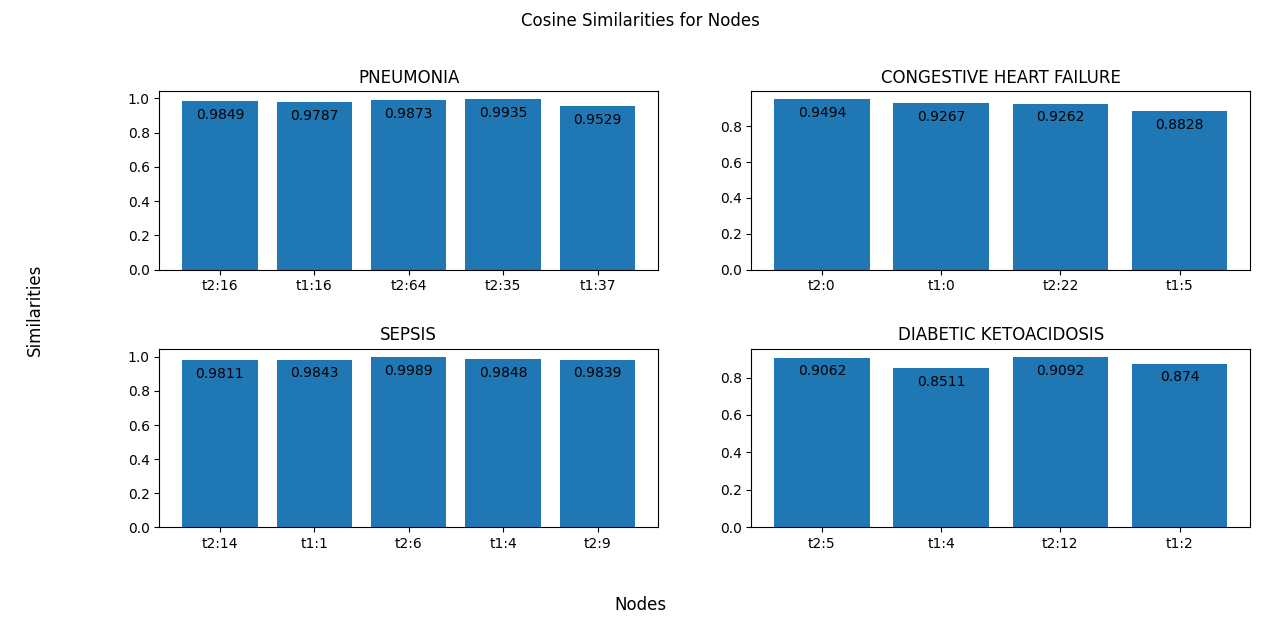 Cosine Similarities for Nodes
PNEUMONIA
1.0
0.8
0.6
0.4
0.2
0.0
0.9849 0.9787 0.9873 0.9935 0.9529
t2:16 t1:16 t2:64 t2:35 t1:37
CONGESTIVE HEART FAILURE
0.8
0.6
0.4
0.2
0.0
0.9494 0.9267 0.9262 0.8828
t2:0 t1:0 t2:22 t1:5
Similarities
SEPSIS
1.0
0.8
0.6
0.4
0.2
0.0
0.9811 0.9843 0.9989 0.9848 0.9839
t2:14 t1:1 t2:6 t1:4 t2:9
DIABETIC KETOACIDOSIS
0.8
0.6
0.4
0.2
0.0
0.9062 0.8511 0.9092 0.874
t2:5 t1:4 t2:12 t1:2
Nodes